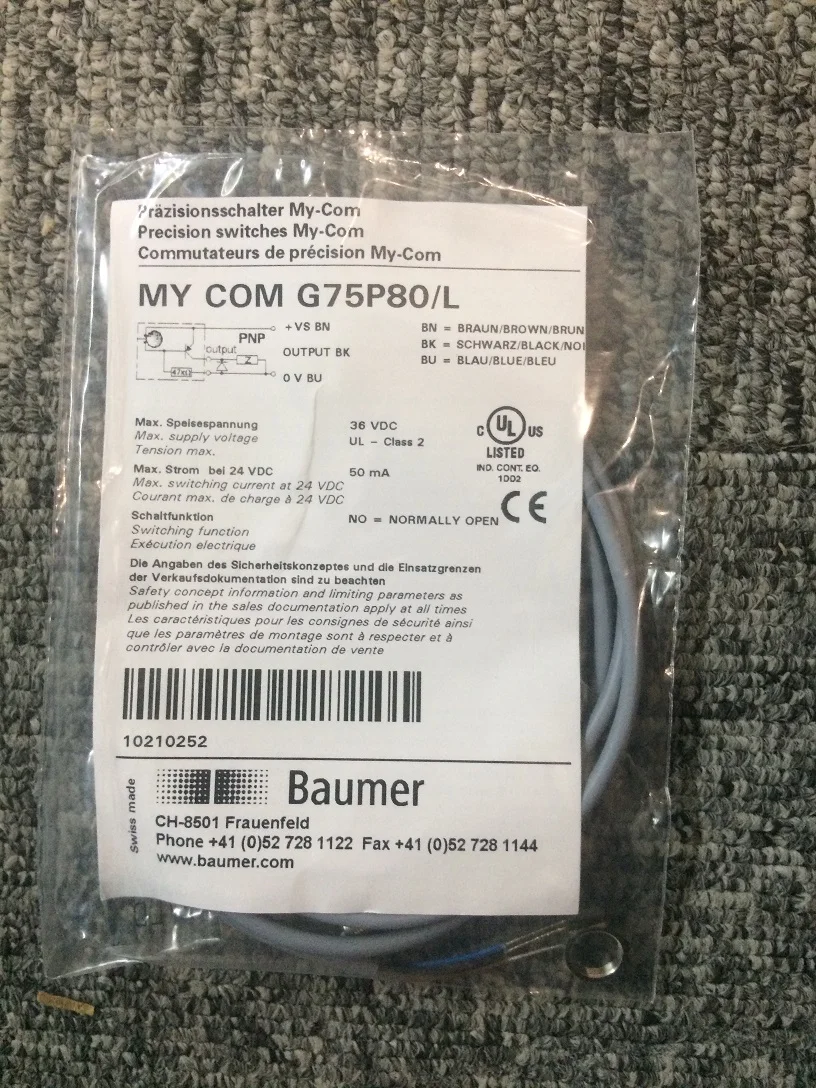 Präzisionsschalter My-Com
Precision switches My-Com
Commutateurs de précision My-Com
MY COM G75P80/L
+VS BN
PNP
output
Z
47kΩ
OUTPUT BK
0 V BU
BN = BRAUN/BROWN/BRUN
BK = SCHWARZ/BLACK/NOI
BU = BLAU/BLUE/BLEU
Max. Speisespannung 36 VDC
Max. supply voltage UL - Class 2
Tension max.
Max. Strom bei 24 VDC 50 mA
Max. switching current at 24 VDC
Courant max. de charge à 24 VDC
Schaltfunktion NO = NORMALLY OPEN
Switching function
Exécution electrique
C UL US
LISTED
IND. CONT. EQ.
1DD2
CE
Die Angaben des Sicherheitskonzeptes und die Einsatzgrenzen
der Verkaufsdokumentation sind zu beachten
Safety concept information and limiting parameters as
published in the sales documentation apply at all times
Les caractéristiques pour les consignes de sécurité ainsi
que les paramètres de montage sont à respecter et à
contrôler avec la documentation de vente
10210252
Swiss made
Baumer
CH-8501 Frauenfeld
Phone +41 (0)52 728 1122 Fax +41 (0)52 728 1144
www.baumer.com